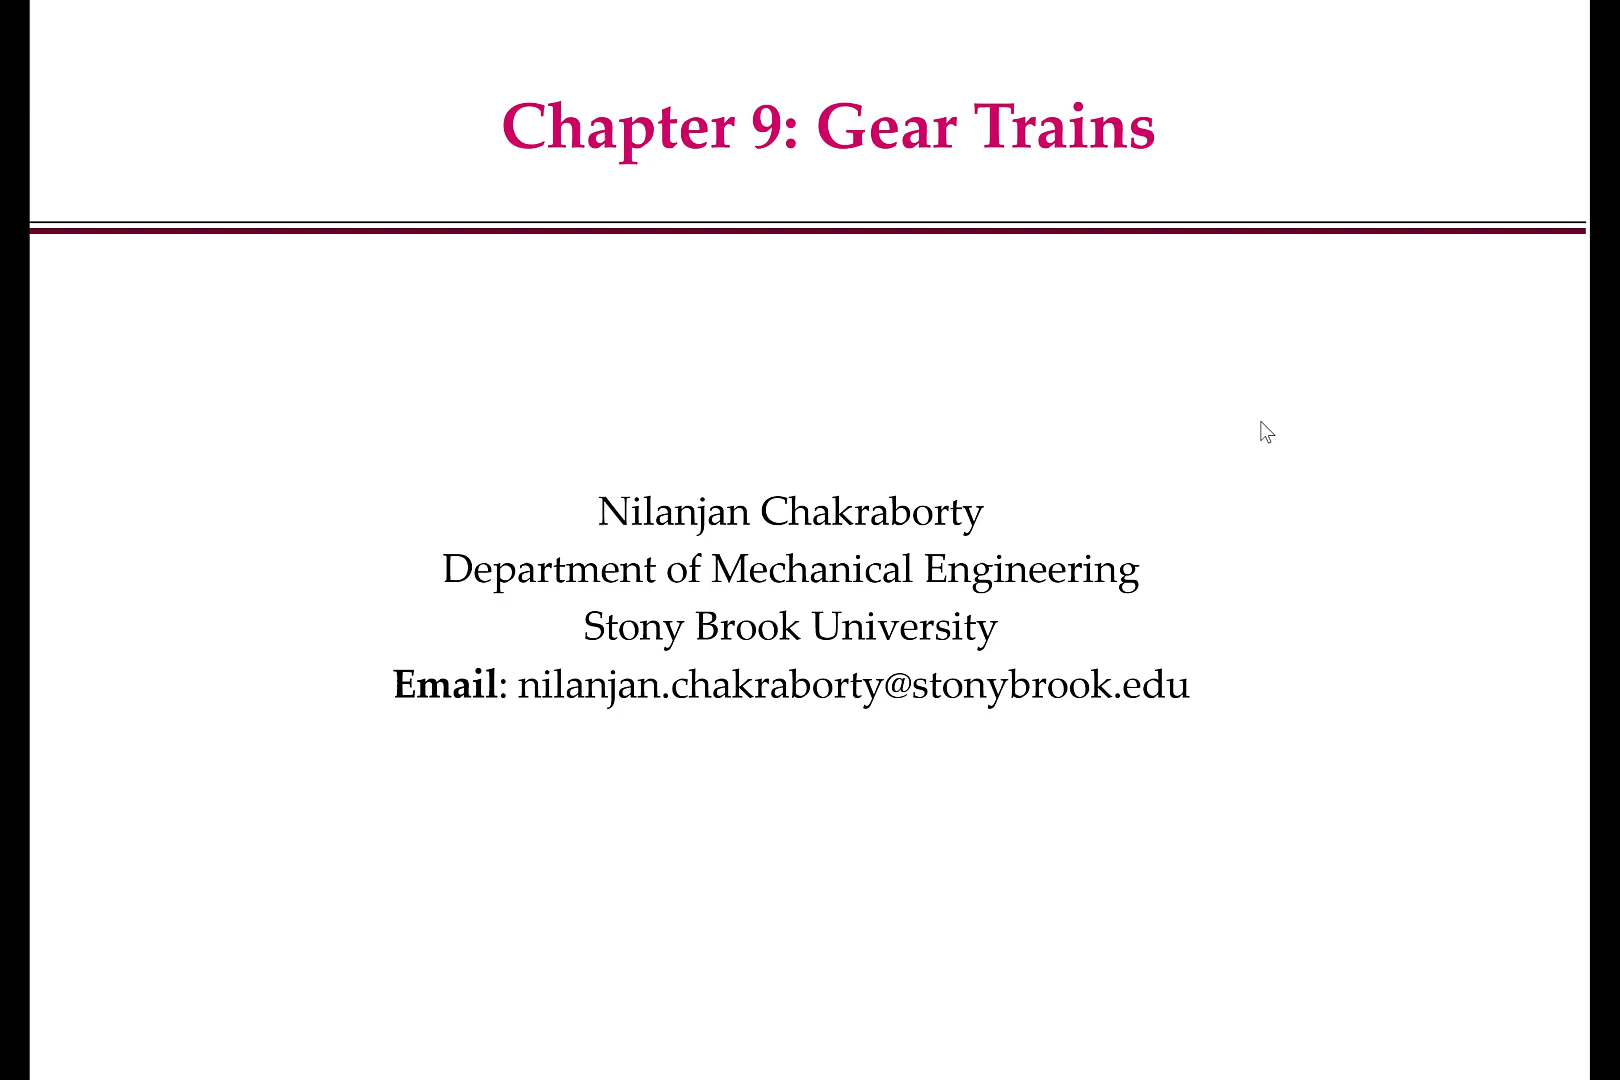 Chapter 9: Gear Trains
Nilanjan Chakraborty
Department of Mechanical Engineering
Stony Brook University
Email: nilanjan.chakraborty@stonybrook.edu